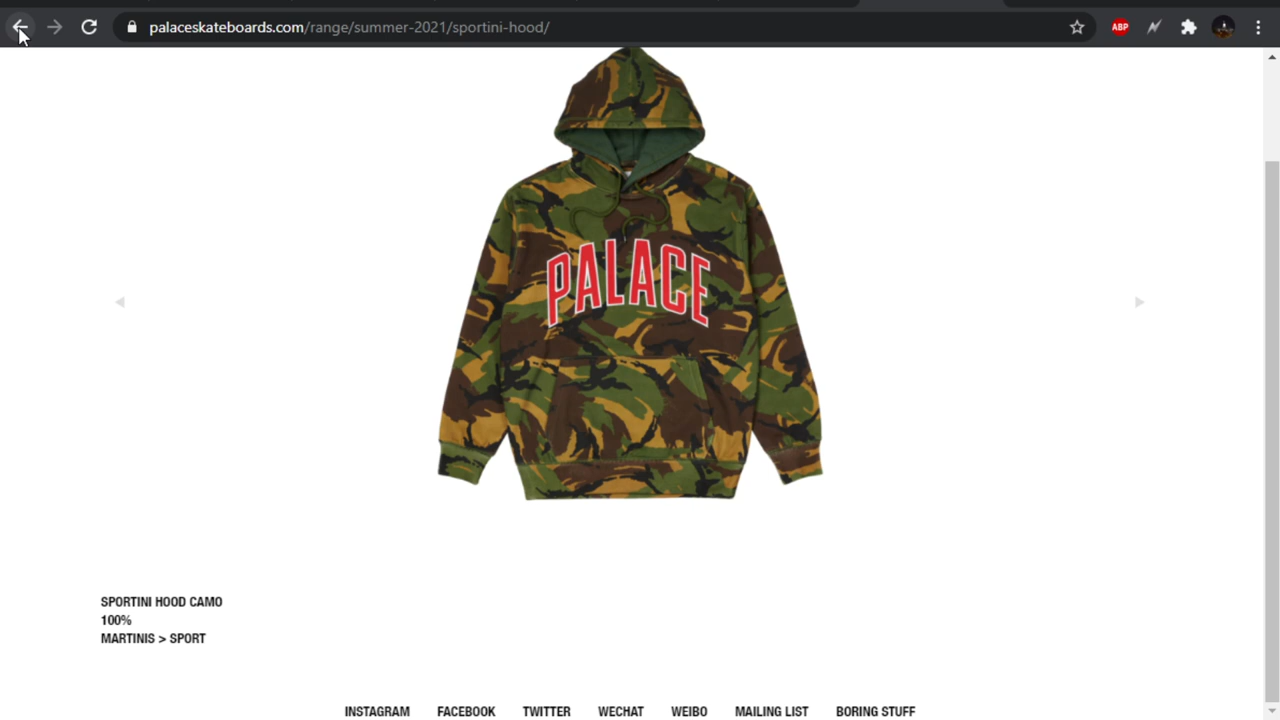 palaceskateboards.com/range/summer-2021/sportini-hood/
ABP
PALACE
SPORTINI HOOD CAMO
100%
MARTINIS > SPORT
INSTAGRAM FACEBOOK TWITTER WECHAT WEIBO MAILING LIST BORING STUFF